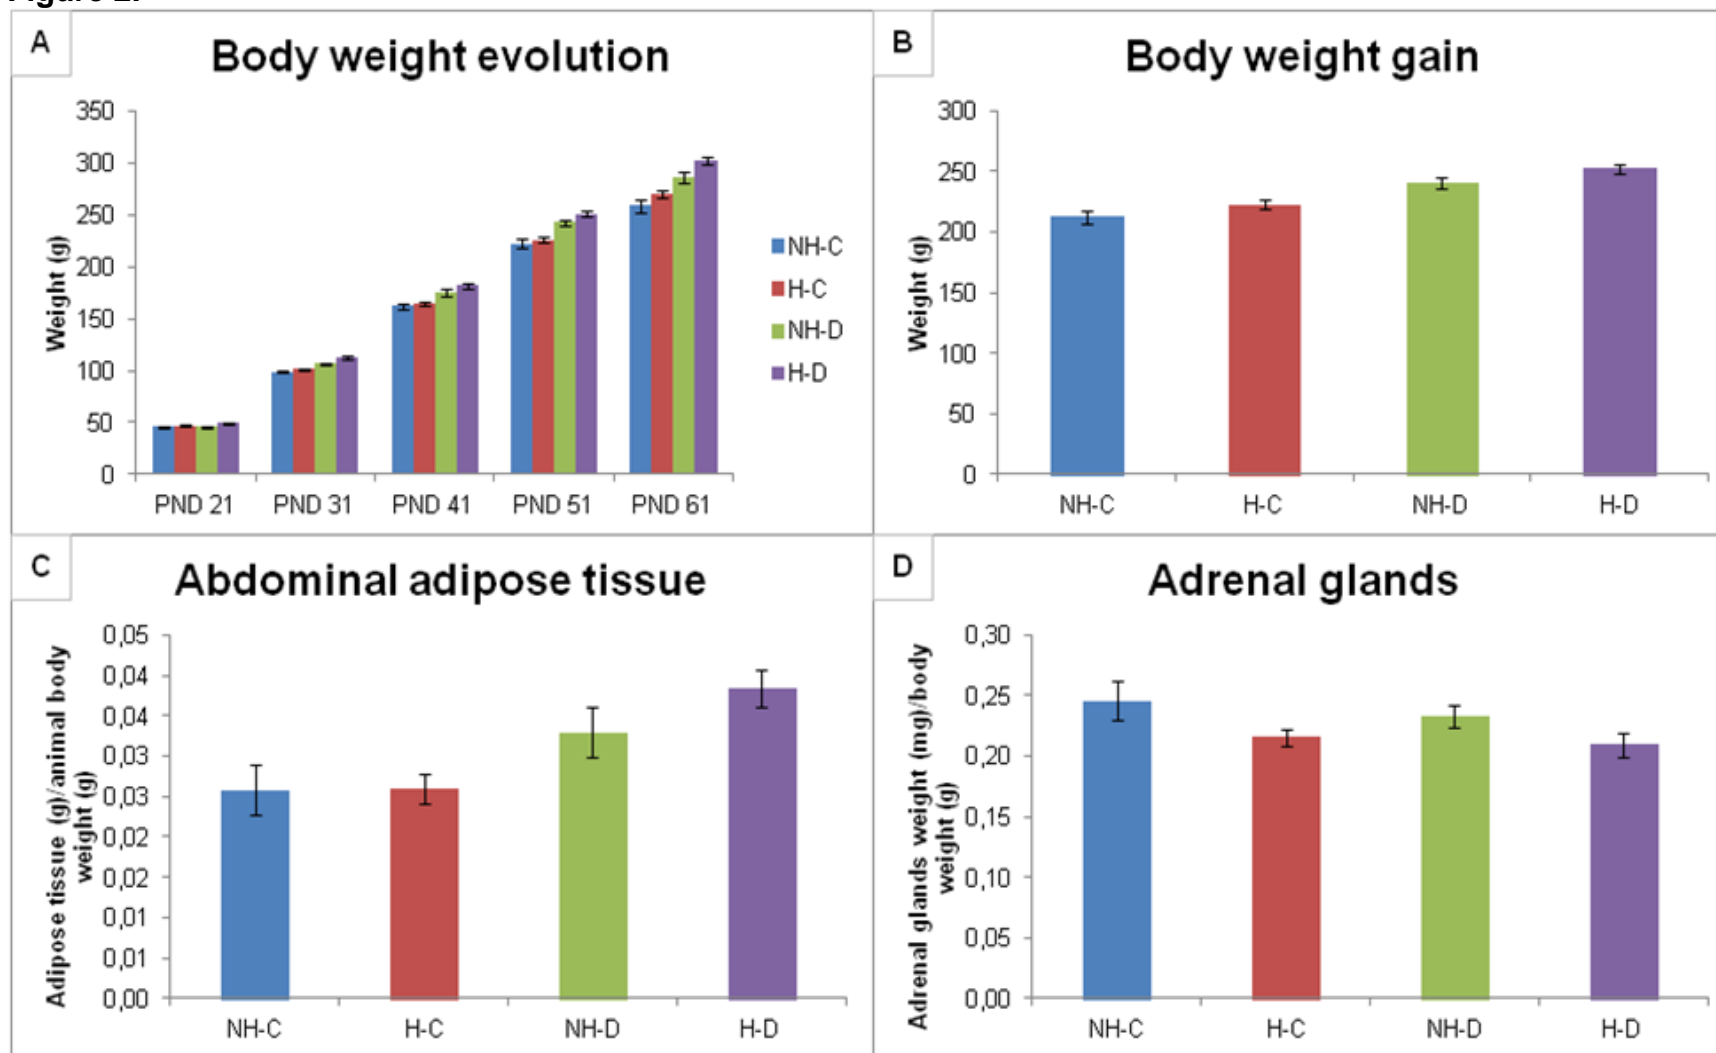 A
Body weight evolution
350
300
250
200
150
100
50
0
Weight (g)
PND 21 PND 31 PND 41 PND 51 PND 61
NH-C
H-C
NH-D
H-D
B
Body weight gain
300
250
200
150
100
50
0
Weight (g)
NH-C H-C NH-D H-D
C
Abdominal adipose tissue
0,05
0,04
0,04
0,03
0,03
0,02
0,02
0,01
0,01
0,00
Adipose tissue (g)/animal body
weight (g)
NH-C H-C NH-D H-D
D
Adrenal glands
0,30
0,25
0,20
0,15
0,10
0,05
0,00
Adrenal glands weight (mg)/body
weight (g)
NH-C H-C NH-D H-D